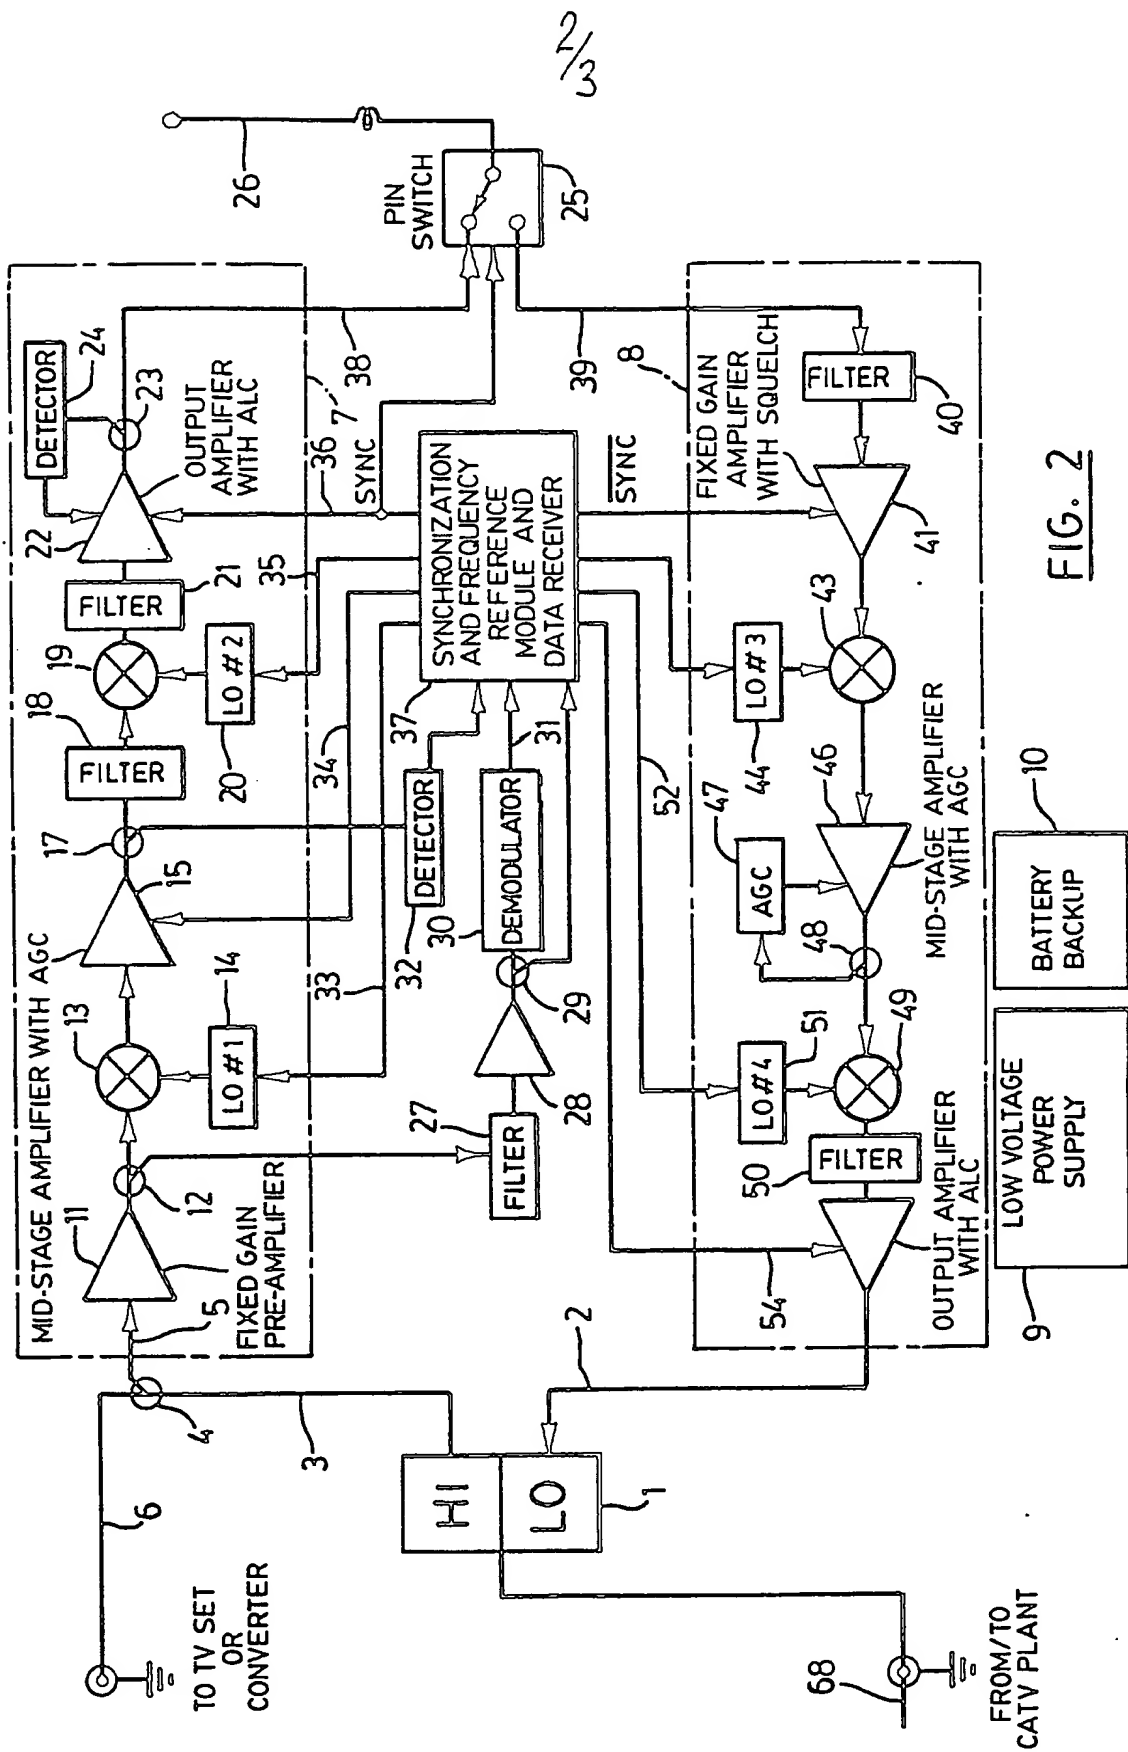 2/3
TO TV SET
OR
CONVERTER
6
3
4
HI
LO
1
2
68
FROM/TO
CATV PLANT
MID-STAGE AMPLIFIER WITH AGC
5
FIXED GAIN
PRE-AMPLIFIER
11
12
13
LO #1
14
15
17
FILTER
18
19
LO #2
20
FILTER
21
22
DETECTOR
24
23
OUTPUT
AMPLIFIER
WITH ALC
7
38
PIN
SWITCH
25
26
FILTER
27
28
29
DEMODULATOR
30
31
DETECTOR
32
33
34
35
36
SYNC
37
SYNCHRONIZATION
AND FREQUENCY
REFERENCE
MODULE AND
DATA RECEIVER
SYNC
39
8
FIXED GAIN
AMPLIFIER
WITH SQUELCH
FILTER
40
41
43
LO #3
44
MID-STAGE AMPLIFIER
WITH AGC
46
AGC
47
48
49
LO #4
51
52
FILTER
50
54
OUTPUT AMPLIFIER
WITH ALC
LOW VOLTAGE
POWER
SUPPLY
9
BATTERY
BACKUP
10
FIG. 2